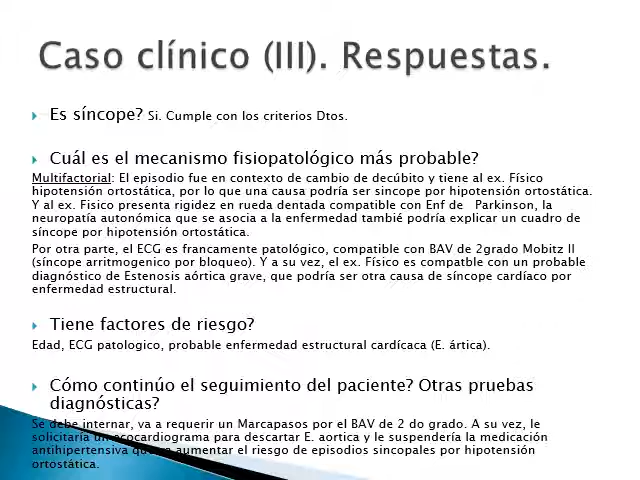 Caso clínico (III). Respuestas.
Es síncope? Si. Cumple con los criterios Dtos.
Cuál es el mecanismo fisiopatológico más probable?
Multifactorial: El episodio fue en contexto de cambio de decúbito y tiene al ex. Físico
hipotensión ortostática, por lo que una causa podría ser sincope por hipotensión ortostática.
Y al ex. Fisico presenta rigidez en rueda dentada compatible con Enf de Parkinson, la
neuropatía autonómica que se asocia a la enfermedad tambié podría explicar un cuadro de
síncope por hipotensión ortostática.
Por otra parte, el ECG es francamente patológico, compatible con BAV de 2grado Mobitz II
(síncope arritmogenico por bloqueo). Y a su vez, el ex. Físico es compatble con un probable
diagnóstico de Estenosis aórtica grave, que podría ser otra causa de síncope cardíaco por
enfermedad estructural.
Tiene factores de riesgo?
Edad, ECG patologico, probable enfermedad estructural cardícaca (E. ártica).
Cómo continúo el seguimiento del paciente? Otras pruebas
diagnósticas?
Se debe internar, va a requerir un Marcapasos por el BAV de 2 do grado. A su vez, le
solicitaría un ecocardiograma para descartar E. aortica y le suspendería la medicación
antihipertensiva que va aumentar el riesgo de episodios sincopales por hipotensión
ortostática.